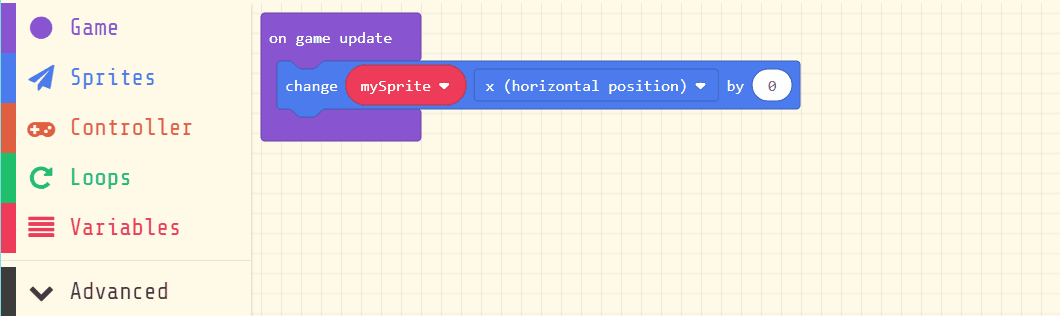 Game
Sprites
Controller
Loops
Variables
Advanced
on game update
change mySprite x (horizontal position) by 0